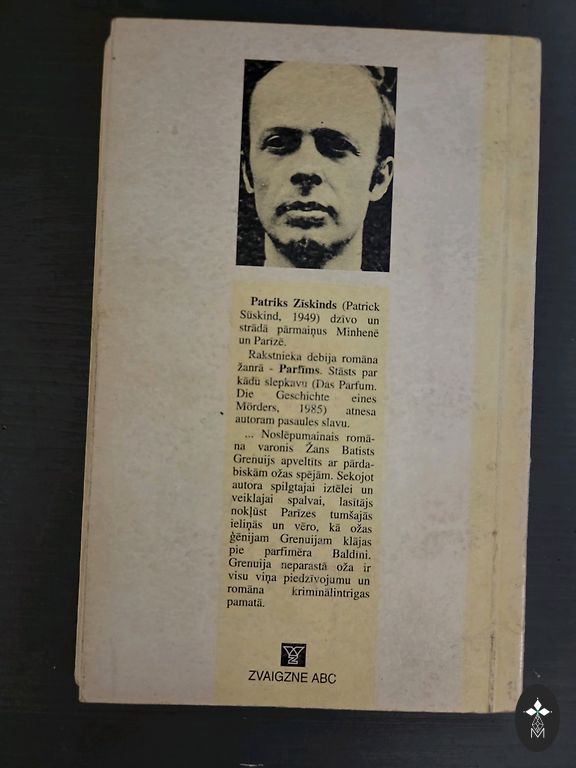 Patriks Zīskinds (Patrick
Süskind, 1949) dzīvo un
strādā pārmaiņus Minhenē
un Parīzē.
Rakstnieka debija romāna
žanrā - Parfīms. Stāsts par
kādu slepkavu (Das Parfum.
Die Geschichte eines
Mörders, 1985) atnesa
autoram pasaules slavu.
... Noslēpumainais romā-
na varonis Žans Batists
Grenuijs apveltīts ar pārda-
biskām ožas spējām. Sekojot
autora spilgtajai iztēlei un
veiklajai spalvai, lasītājs
nokļūst Parīzes tumšajās
ieliņās un vēro, kā ožas
ģēnijam Grenuijam klājas
pie parfimēra Baldini.
Grenuija neparastā oža ir
visu viņa piedzīvojumu un
romāna kriminālintrigas
pamatā.
ZVAIGZNE ABC
M